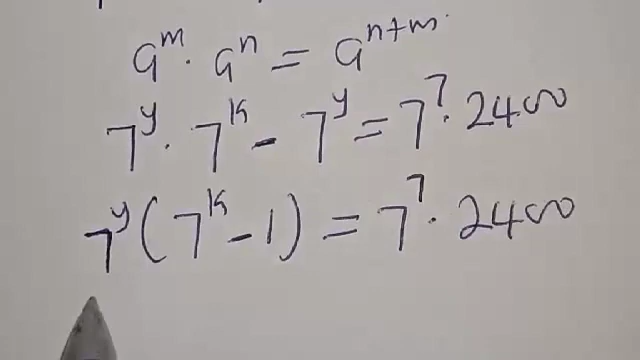 a^m · a^n = a^{n+m}.
7^y · 7^k - 7^y = 7^7 · 2400
7^y (7^k - 1) = 7^7 · 2400